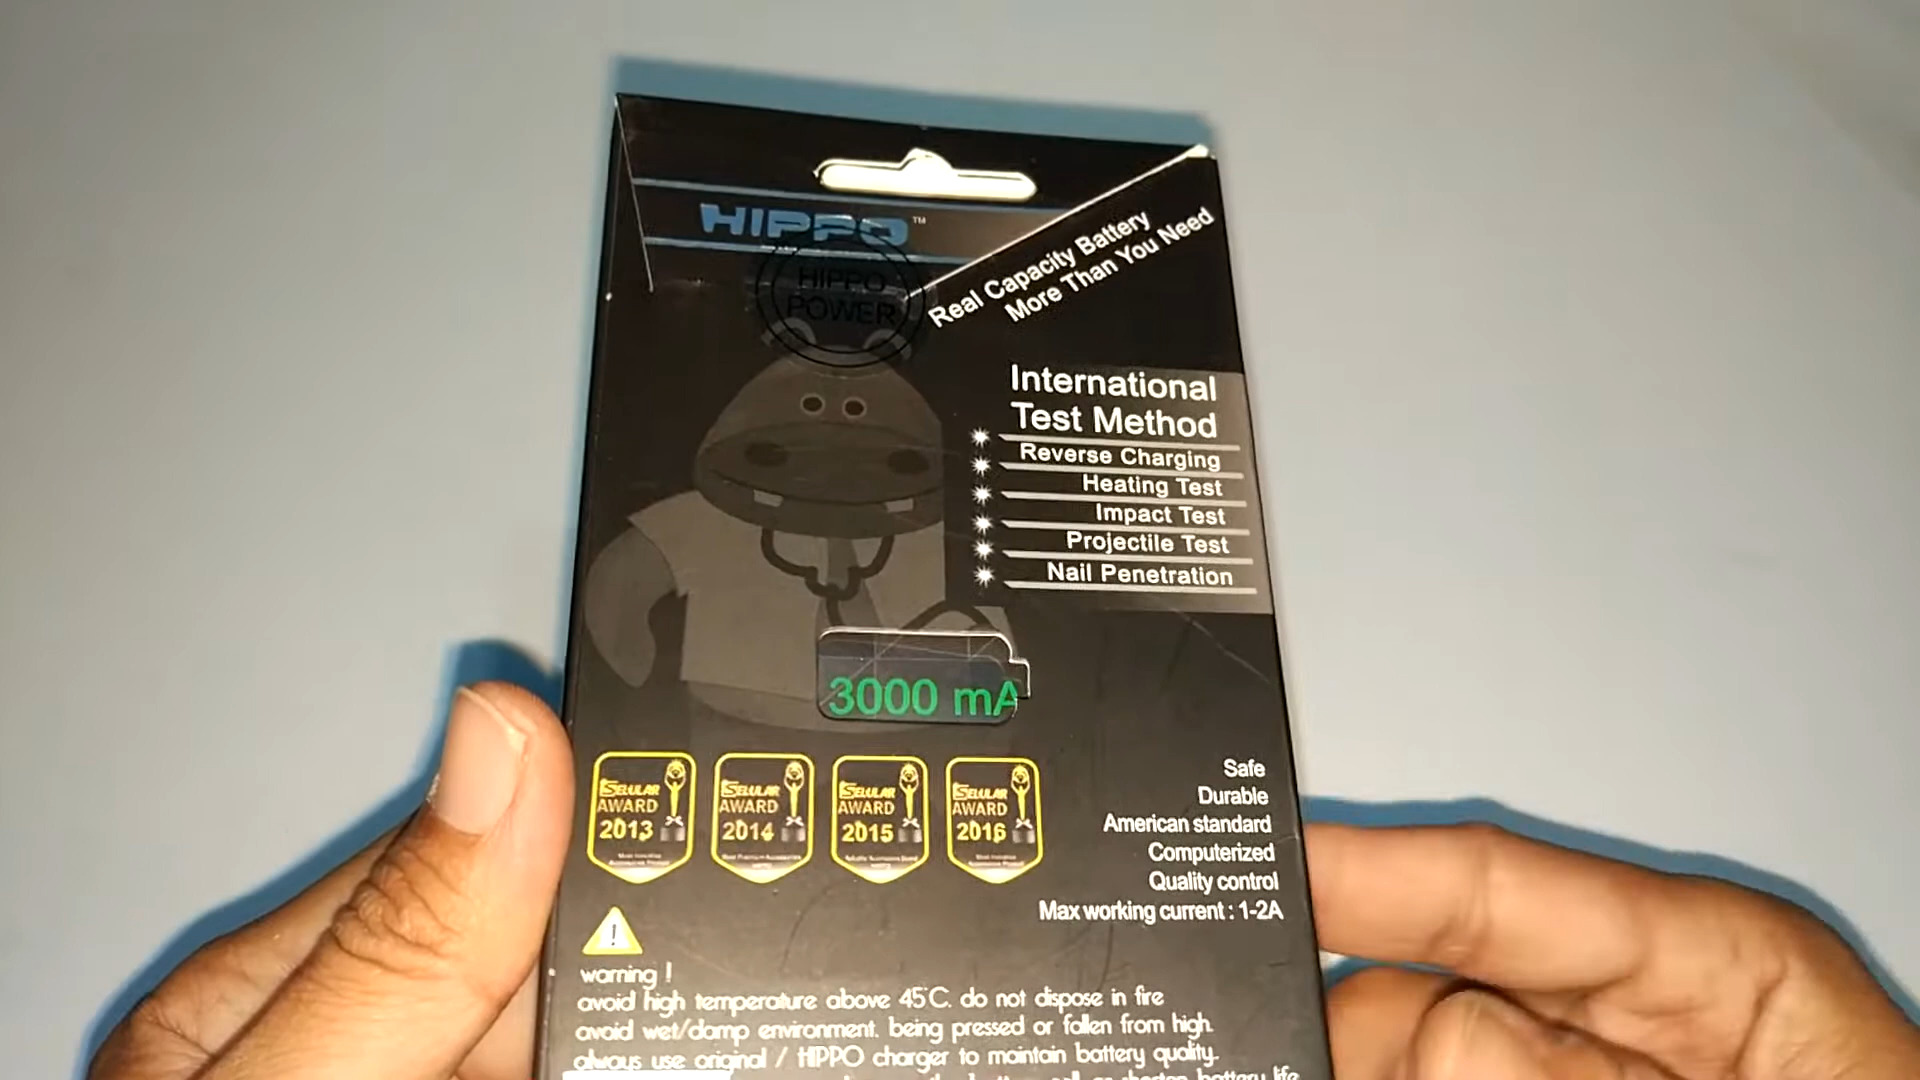 HIPPO™
HIPPO
POWER
Real Capacity Battery
More Than You Need
International
Test Method
Reverse Charging
Heating Test
Impact Test
Projectile Test
Nail Penetration
3000 mA
SELULAR
AWARD
2013
SELULAR
AWARD
2014
SELULAR
AWARD
2015
SELULAR
AWARD
2016
Safe
Durable
American standard
Computerized
Quality control
Max working current : 1-2A
warning !
avoid high temperature above 45°C. do not dispose in fire
avoid wet/damp environment. being pressed or fallen from high.
always use original / HIPPO charger to maintain battery quality.
battery life